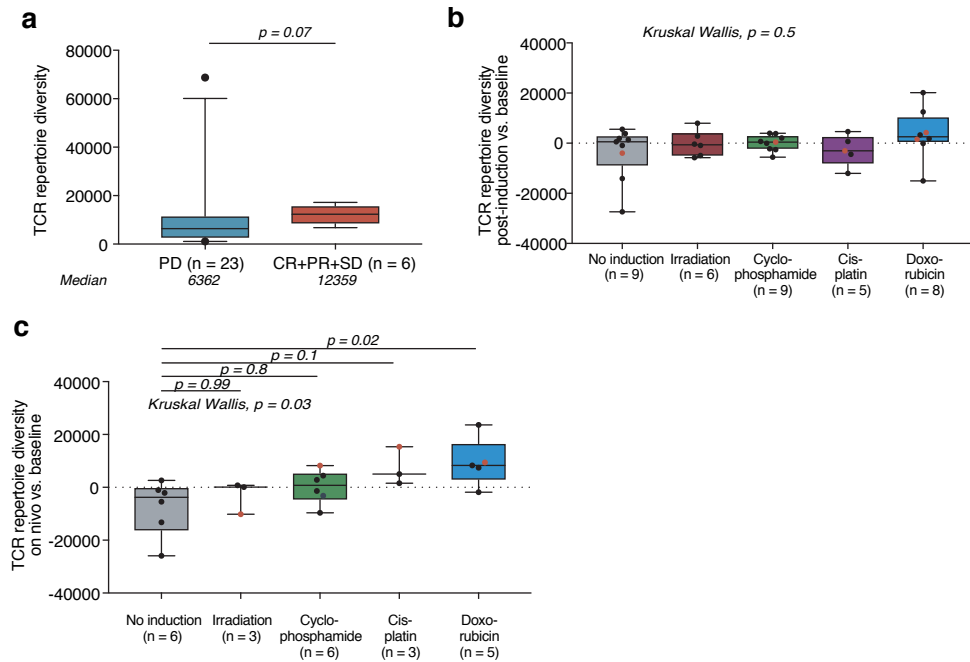 a
p = 0.07
80000
60000
40000
20000
0
TCR repertoire diversity
PD (n = 23)
CR+PR+SD (n = 6)
Median
6362
12359
b
Kruskal Wallis, p = 0.5
20000
0
-20000
-40000
40000
TCR repertoire diversity
post-induction vs. baseline
No induction
(n = 9)
Irradiation
(n = 6)
Cyclo-
phosphamide
(n = 9)
Cis-
platin
(n = 5)
Doxo-
rubicin
(n = 8)
c
p = 0.02
p = 0.1
p = 0.8
p = 0.99
Kruskal Wallis, p = 0.03
40000
20000
0
-20000
-40000
TCR repertoire diversity
on nivo vs. baseline
No induction
(n = 6)
Irradiation
(n = 3)
Cyclo-
phosphamide
(n = 6)
Cis-
platin
(n = 3)
Doxo-
rubicin
(n = 5)